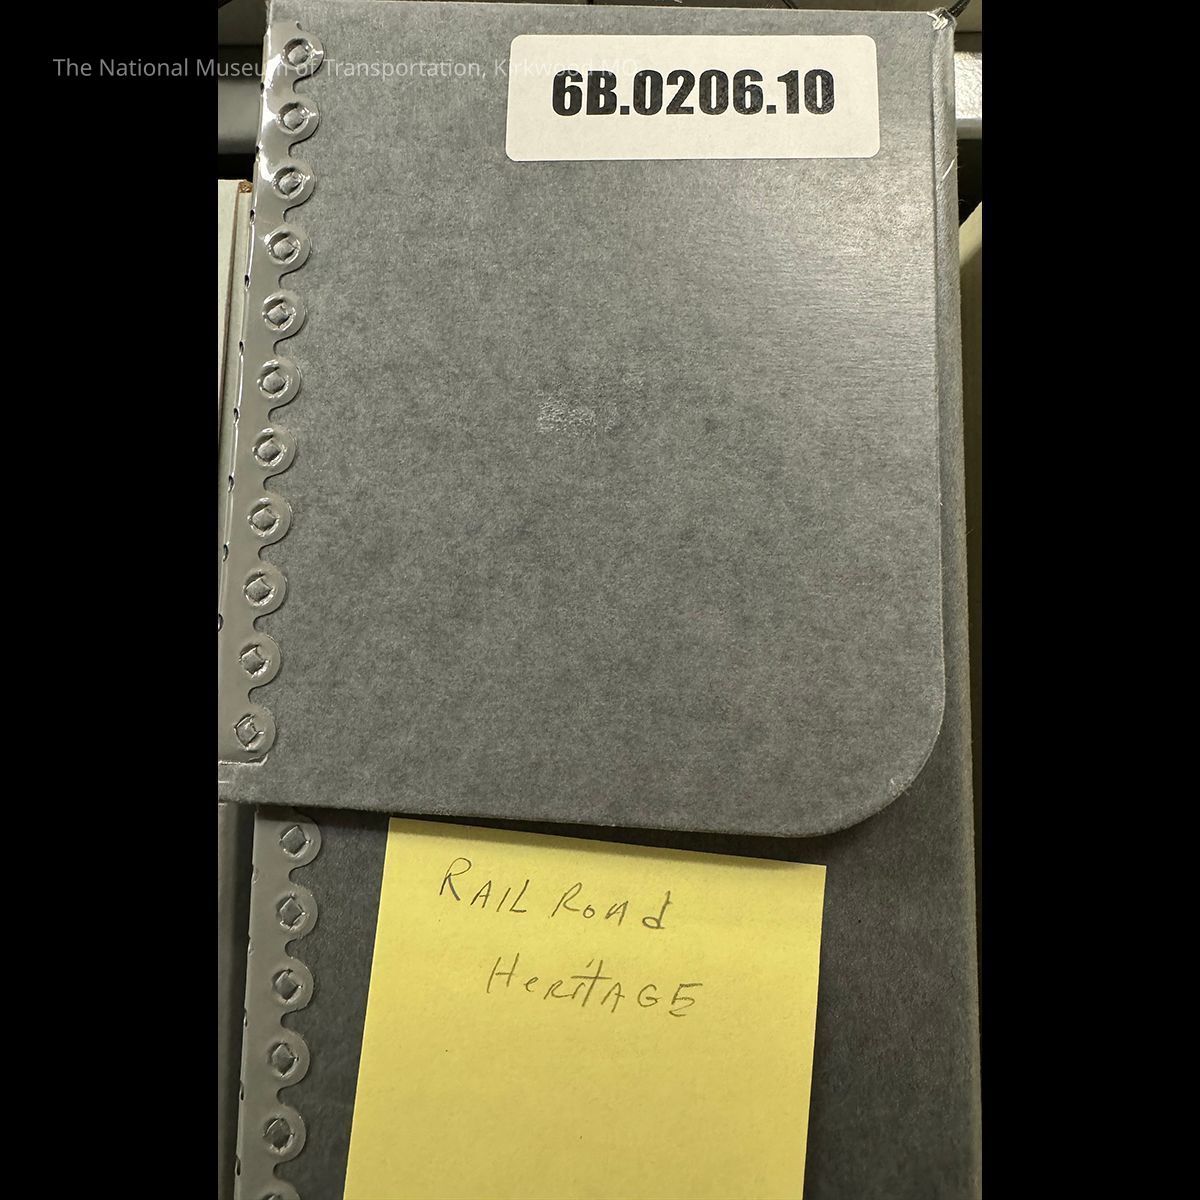 The National Museum of Transportation, Kirkwood MO
6B.0206.10
RAIL ROAd
HerITAGE